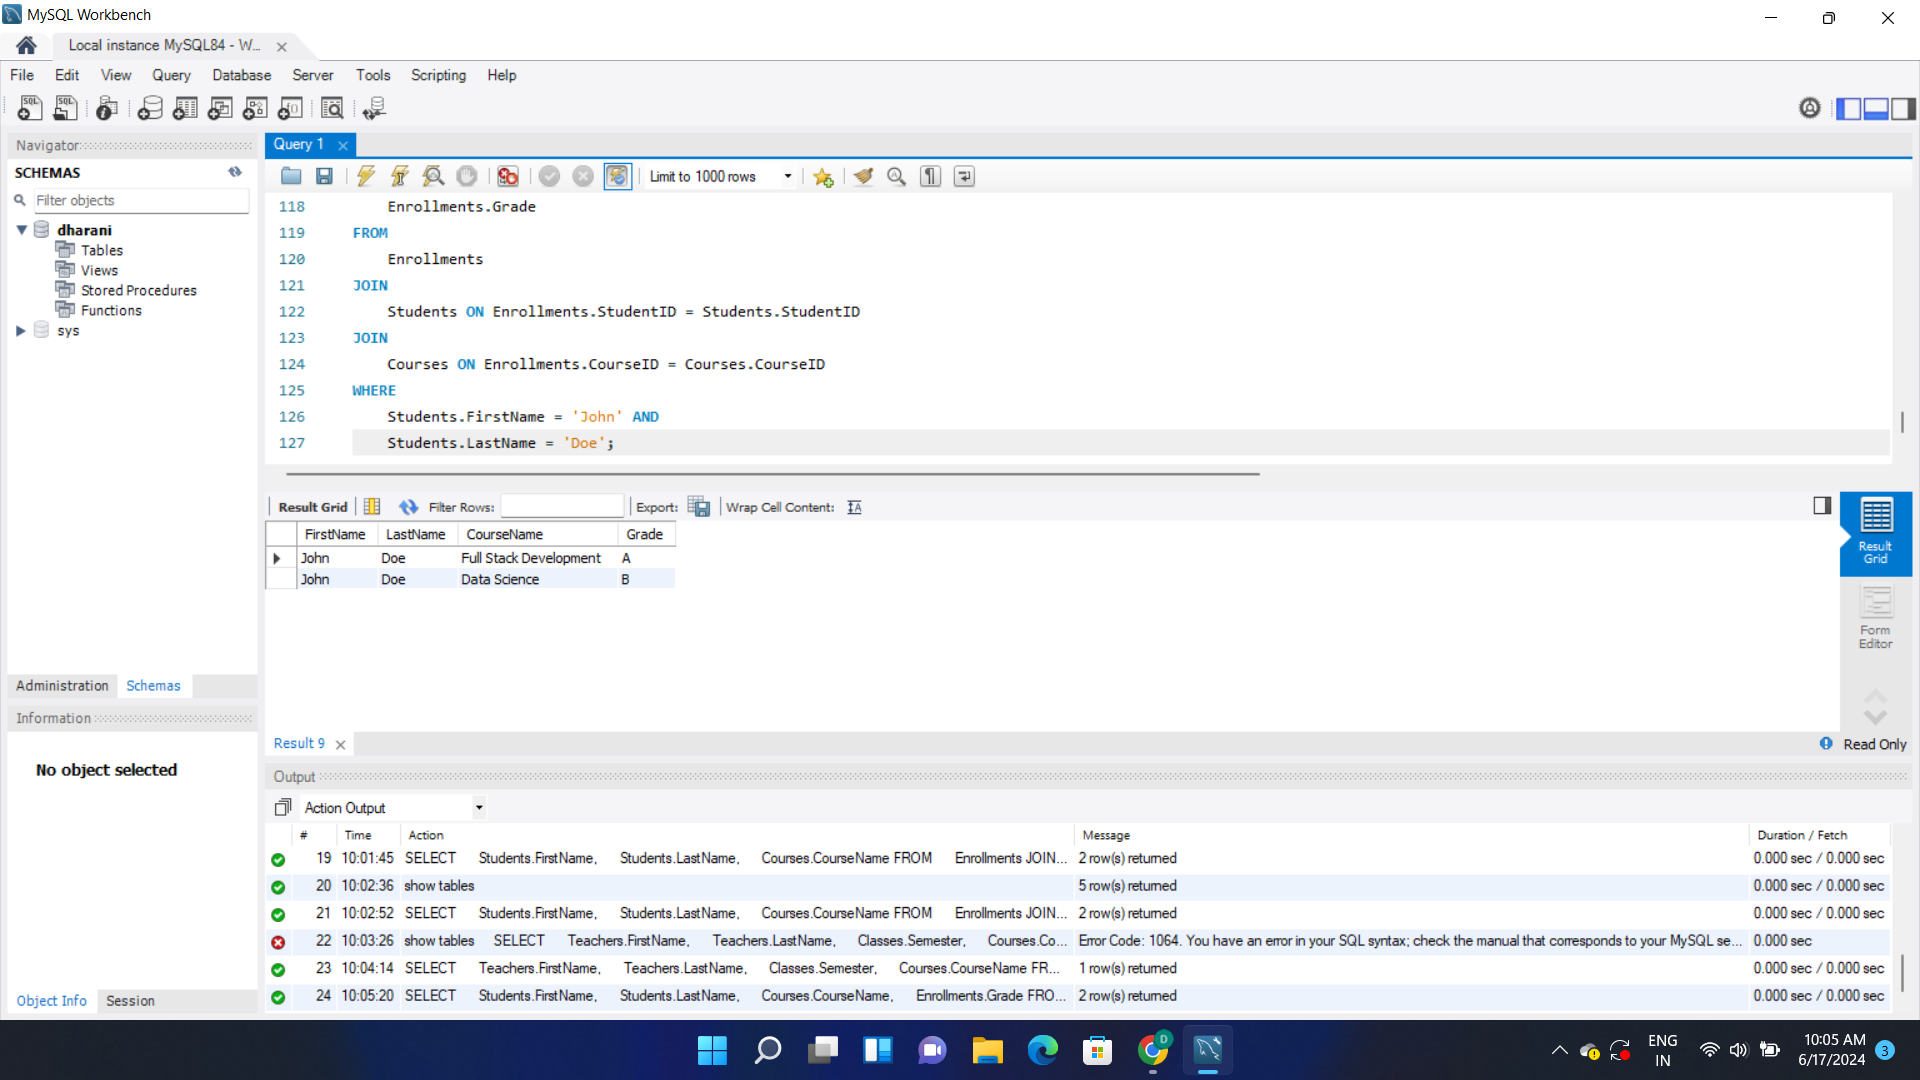 MySQL Workbench
Local instance MySQL84 - W...
File Edit View Query Database Server Tools Scripting Help
Navigator
SCHEMAS
Filter objects
dharani
Tables
Views
Stored Procedures
Functions
sys
Administration Schemas
Information
No object selected
Object Info Session
Query 1
Limit to 1000 rows
118 Enrollments.Grade
119 FROM
120 Enrollments
121 JOIN
122 Students ON Enrollments.StudentID = Students.StudentID
123 JOIN
124 Courses ON Enrollments.CourseID = Courses.CourseID
125 WHERE
126 Students.FirstName = 'John' AND
127 Students.LastName = 'Doe';
Result Grid Filter Rows: Export: Wrap Cell Content:
FirstName LastName CourseName Grade
John Doe Full Stack Development A
John Doe Data Science B
Result
Grid
Form
Editor
Result 9
Read Only
Output
Action Output
# Time Action Message Duration / Fetch
19 10:01:45 SELECT Students.FirstName, Students.LastName, Courses.CourseName FROM Enrollments JOIN... 2 row(s) returned 0.000 sec / 0.000 sec
20 10:02:36 show tables 5 row(s) returned 0.000 sec / 0.000 sec
21 10:02:52 SELECT Students.FirstName, Students.LastName, Courses.CourseName FROM Enrollments JOIN... 2 row(s) returned 0.000 sec / 0.000 sec
22 10:03:26 show tables SELECT Teachers.FirstName, Teachers.LastName, Classes.Semester, Courses.Co... Error Code: 1064. You have an error in your SQL syntax; check the manual that corresponds to your MySQL se... 0.000 sec
23 10:04:14 SELECT Teachers.FirstName, Teachers.LastName, Classes.Semester, Courses.CourseName FR... 1 row(s) returned 0.000 sec / 0.000 sec
24 10:05:20 SELECT Students.FirstName, Students.LastName, Courses.CourseName, Enrollments.Grade FRO... 2 row(s) returned 0.000 sec / 0.000 sec
D
ENG
IN
10:05 AM
6/17/2024
3